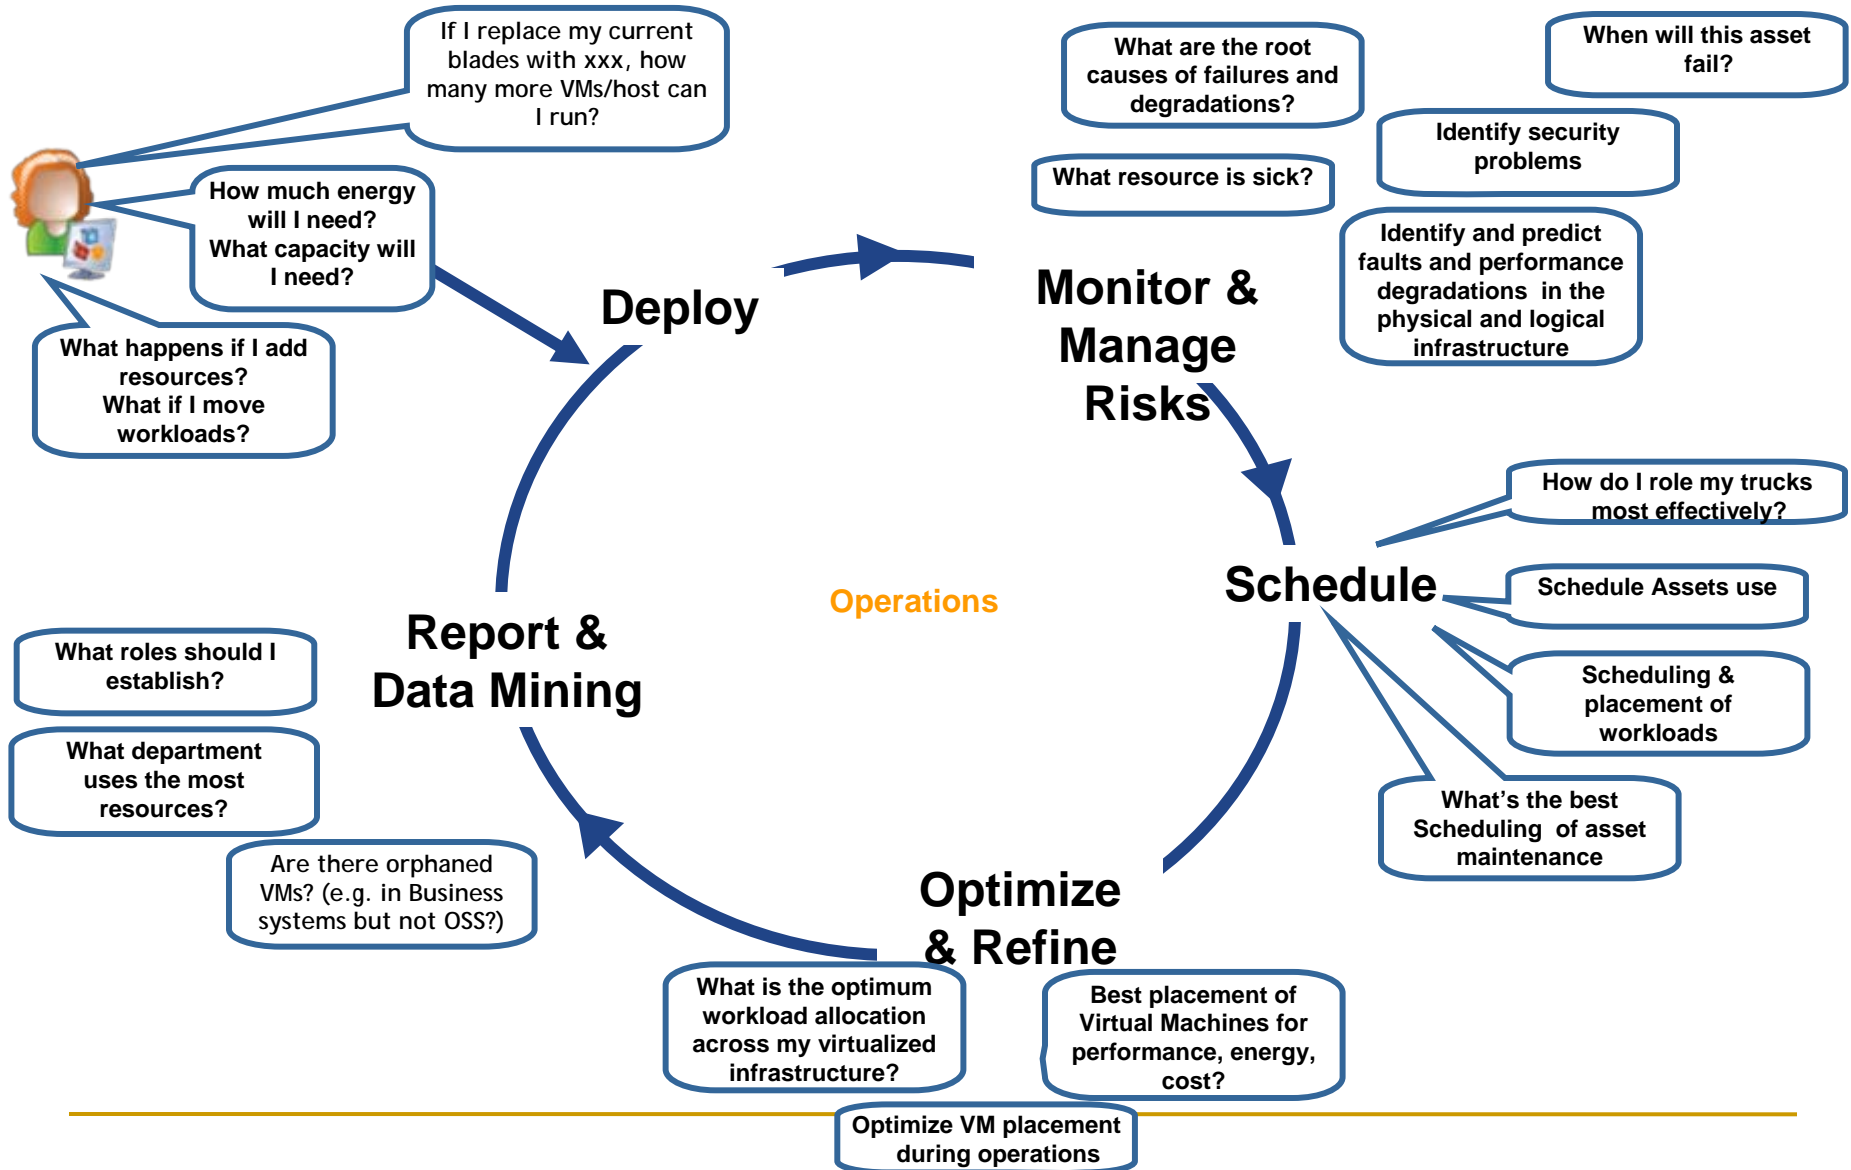 If I replace my current
blades with xxx, how
many more VMs/host can
I run?
How much energy
will I need?
What capacity will
I need?
What happens if I add
resources?
What if I move
workloads?
Deploy
What are the root
causes of failures and
degradations?
When will this asset
fail?
Identify security
problems
What resource is sick?
Identify and predict
faults and performance
degradations in the
physical and logical
infrastructure
Monitor &
Manage
Risks
How do I role my trucks
most effectively?
Schedule
Schedule Assets use
Scheduling &
placement of
workloads
What's the best
Scheduling of asset
maintenance
Operations
Report &
Data Mining
What roles should I
establish?
What department
uses the most
resources?
Are there orphaned
VMs? (e.g. in Business
systems but not OSS?)
Optimize
& Refine
What is the optimum
workload allocation
across my virtualized
infrastructure?
Best placement of
Virtual Machines for
performance, energy,
cost?
Optimize VM placement
during operations